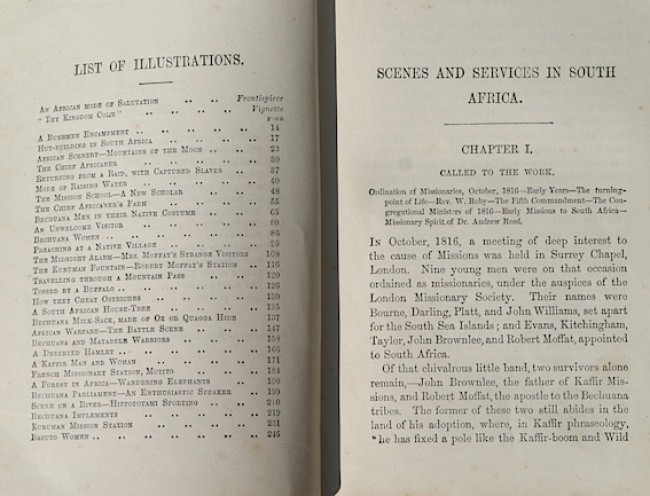 LIST OF ILLUSTRATIONS.
AN AFRICAN MODE OF SALUTATION .. .. Frontispiece
"THY KINGDOM COME" .. .. .. .. Vignette
PAGE
A BUSHMEN ENCAMPMENT .. .. .. .. .. 14
HUT-BUILDING IN SOUTH AFRICA .. .. .. .. 17
AFRICAN SCENERY—MOUNTAINS OF THE MOON .. .. 23
THE CHIEF AFRICANER .. .. .. .. .. 30
RETURNING FROM A RAID, WITH CAPTURED SLAVES .. 37
MODE OF RAISING WATER .. .. .. .. 40
THE MISSION SCHOOL—A NEW SCHOLAR .. .. 48
THE CHIEF AFRICANER'S FARM .. .. .. 55
BECHUANA MEN IN THEIR NATIVE COSTUME .. .. 65
AN UNWELCOME VISITOR .. .. .. .. 80
BECHUANA WOMEN .. .. .. .. .. 86
PREACHING AT A NATIVE VILLAGE .. .. .. 95
THE MIDNIGHT ALARM—MRS. MOFFAT'S STRANGE VISITORS 108
THE KURUMAN FOUNTAIN—ROBERT MOFFAT'S STATION .. 116
TRAVELLING THROUGH A MOUNTAIN PASS .. .. 120
TOSSED BY A BUFFALO .. .. .. .. .. 126
HOW THEY CHEAT OSTRICHES .. .. .. .. 130
A SOUTH AFRICAN HOUSE-TREE .. .. .. 135
BECHUANA MILK-SACK, MADE OF OX OR QUAGGA HIDE 137
AFRICAN WARFARE—THE BATTLE SCENE .. .. 147
BECHUANA AND MATABELE WARRIORS .. .. .. 158
A DESERTED HAMLET .. .. .. .. .. 166
A KAFFIR MAN AND WOMAN .. .. .. .. 171
FRENCH MISSIONARY STATION, MOTITO .. .. .. 184
A FOREST IN AFRICA—WANDERING ELEPHANTS .. .. 190
BECHUANA PARLIAMENT—AN ENTHUSIASTIC SPEAKER .. 199
SCENE ON A RIVER—HIPPOPOTAMI SPORTING .. .. 210
BECHUANA IMPLEMENTS .. .. .. .. 219
KURUMAN MISSION STATION .. .. .. .. 231
BASUTO WOMEN .. .. .. .. .. .. 246
SCENES AND SERVICES IN SOUTH
AFRICA.
CHAPTER I.
CALLED TO THE WORK.
Ordination of Missionaries, October, 1816—Early Years—The turning-
point of Life—Rev. W. Roby—The Fifth Commandment—The Con-
gregational Ministers of 1816—Early Missions to South Africa—
Missionary Spirit of Dr. Andrew Reed.
IN October, 1816, a meeting of deep interest to
the cause of Missions was held in Surrey Chapel,
London. Nine young men were on that occasion
ordained as missionaries, under the auspices of the
London Missionary Society. Their names were
Bourne, Darling, Platt, and John Williams, set apart
for the South Sea Islands; and Evans, Kitchingham,
Taylor, John Brownlee, and Robert Moffat, appointed
to South Africa.
Of that chivalrous little band, two survivors alone
remain,—John Brownlee, the father of Kaffir Mis-
sions, and Robert Moffat, the apostle to the Bechuana
tribes. The former of these two still abides in the
land of his adoption, where, in Kaffir phraseology,
"he has fixed a pole like the Kaffir-boom and Wild